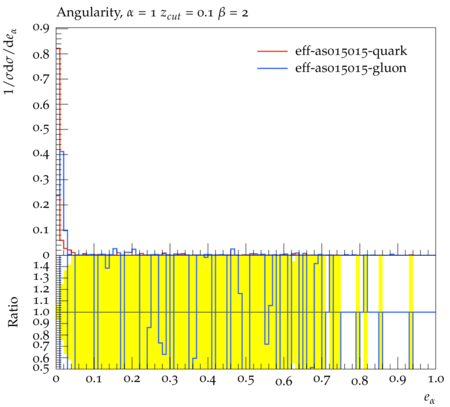 Angularity, α = 1 z_cut = 0.1 β = 2
1/σdσ/de_α
0.9
0.8
0.7
0.6
0.5
0.4
0.3
0.2
0.1
0
eff-as015015-quark
eff-as015015-gluon
Ratio
1.4
1.3
1.2
1.1
1.0
0.9
0.8
0.7
0.6
0.5
0 0.1 0.2 0.3 0.4 0.5 0.6 0.7 0.8 0.9 1.0
e_α